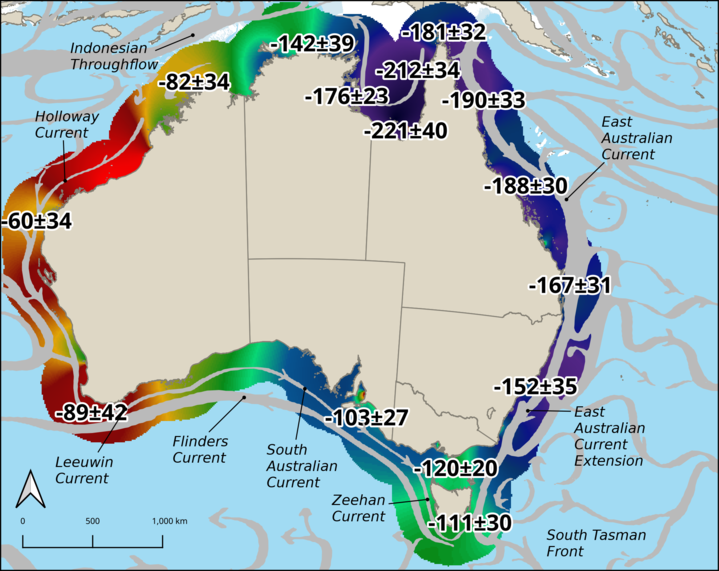 -181±32
-142±39
Indonesian
Throughflow
-212±34
-82±34
-176±23
-190±33
-221±40
Holloway
Current
East
Australian
Current
-188±30
-60±34
-167±31
-152±35
-89±42
-103±27
East
Australian
Current
Extension
Flinders
Current
South
Australian
Current
Leeuwin
Current
-120±20
Zeehan
Current
-111±30
South Tasman
Front
0
500
1,000 km